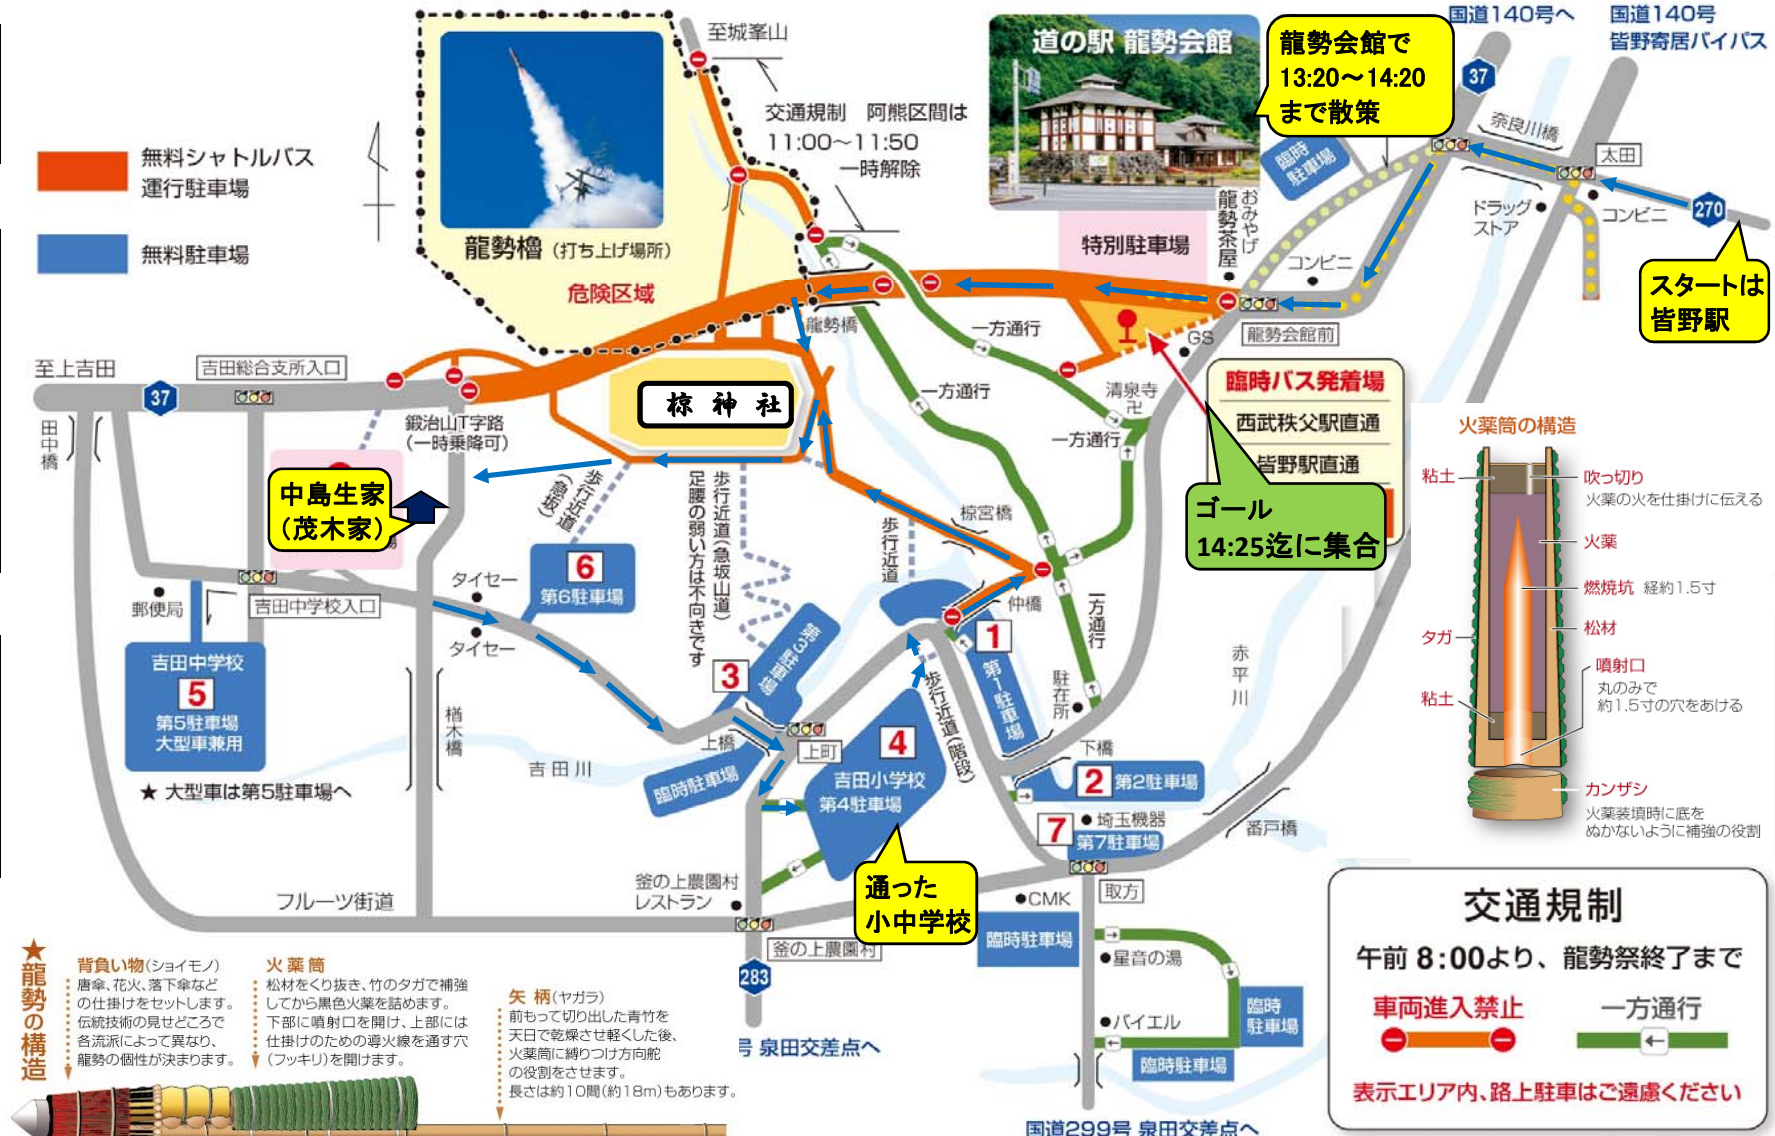 至城峯山
交通規制 阿熊区間は
11:00～11:50
一時解除
道の駅 龍勢会館
龍勢会館で
13:20～14:20
まで散策
国道140号へ
国道140号
皆野寄居バイパス
37
奈良川橋
太田
臨時
駐車場
ドラッグ
ストア
コンビニ
270
スタートは
皆野駅
無料シャトルバス
運行駐車場
無料駐車場
龍勢櫓（打ち上げ場所）
危険区域
特別駐車場
おみやげ
龍勢茶屋
コンビニ
龍勢会館前
GS
龍勢橋
一方通行
一方通行
一方通行
清泉寺
臨時バス発着場
西武秩父駅直通
皆野駅直通
ゴール
14:25迄に集合
至上吉田
吉田総合支所入口
37
田中橋
鍛治山T字路
（一時乗降可）
椋神社
中島生家
（茂木家）
歩行近道
（急坂）
歩行近道（急坂山道）
足腰の弱い方は不向きです
歩行近道
椋宮橋
仲橋
一方通行
郵便局
吉田中学校入口
タイセー
タイセー
6
第6駐車場
吉田中学校
5
第5駐車場
大型車兼用
★ 大型車は第5駐車場へ
楢木橋
吉田川
3
第3駐車場
上橋
上町
臨時駐車場
4
吉田小学校
第4駐車場
歩行近道（階段）
1
第1駐車場
駐在所
下橋
赤平川
2
第2駐車場
7
埼玉機器
第7駐車場
番戸橋
通った
小中学校
釜の上農園村
レストラン
釜の上農園村
フルーツ街道
283
号 泉田交差点へ
CMK
取方
臨時駐車場
星音の湯
バイエル
臨時
駐車場
臨時駐車場
国道299号 泉田交差点へ
火薬筒の構造
粘土
吹っ切り
火薬の火を仕掛けに伝える
火薬
燃焼坑 経約1.5寸
松材
タガ
噴射口
丸のみで
約1.5寸の穴をあける
粘土
カンザシ
火薬装填時に底を
ぬかないように補強の役割
交通規制
午前 8:00より、龍勢祭終了まで
車両進入禁止
一方通行
表示エリア内、路上駐車はご遠慮ください
★龍勢の構造
背負い物（ショイモノ）
唐傘、花火、落下傘など
の仕掛けをセットします。
伝統技術の見せどころで
各流派によって異なり、
龍勢の個性が決まります。
火薬筒
松材をくり抜き、竹のタガで補強
してから黒色火薬を詰めます。
下部に噴射口を開け、上部には
仕掛けのための導火線を通す穴
（フッキリ）を開けます。
矢柄（ヤガラ）
前もって切り出した青竹を
天日で乾燥させ軽くした後、
火薬筒に縛りつけ方向舵
の役割をさせます。
長さは約10間（約18m）もあります。